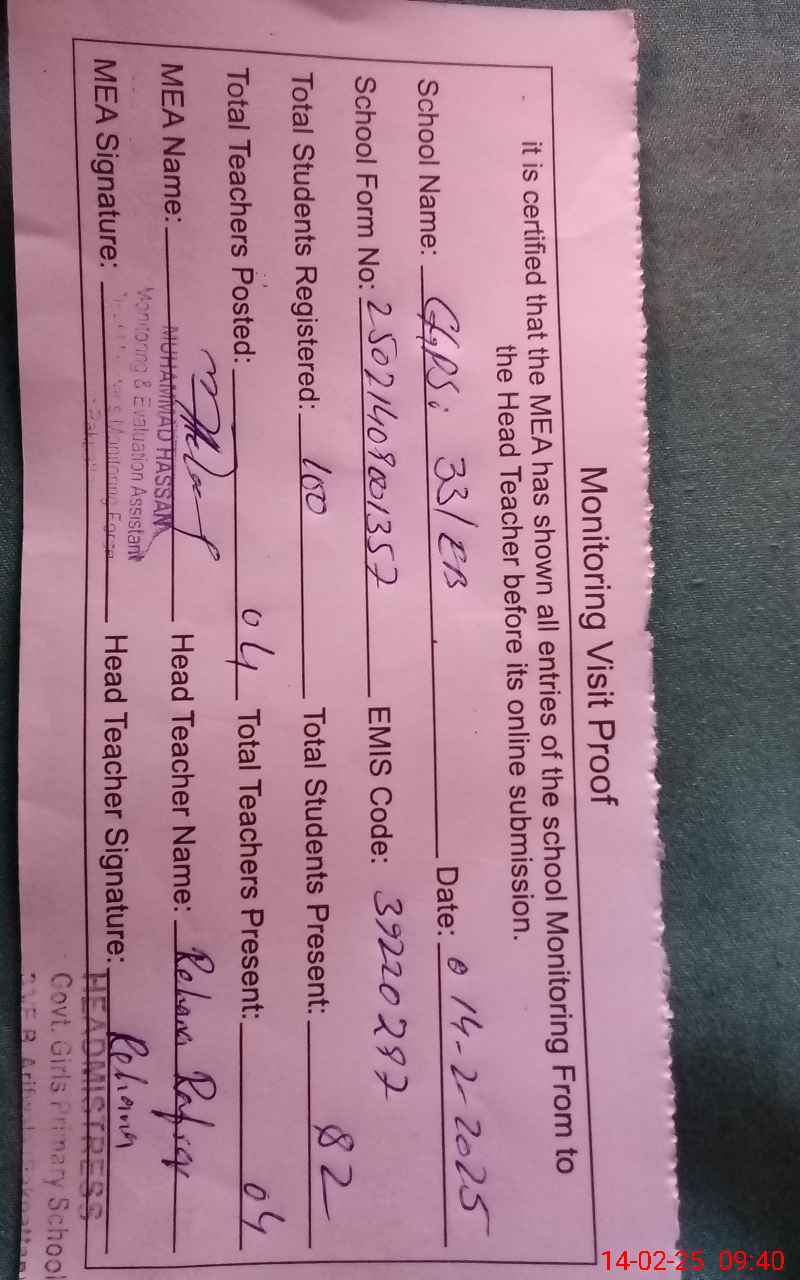 Monitoring Visit Proof
it is certified that the MEA has shown all entries of the school Monitoring From to
the Head Teacher before its online submission.
School Name: GGPS: 33/EB Date: 14-2-2025
School Form No: 25021409001357 EMIS Code: 39220297
Total Students Registered: 100 Total Students Present: 82
Total Teachers Posted: 04 Total Teachers Present: 04
MEA Name: Head Teacher Name: Rehana
MUHAMMAD HASSAN
Monitoring & Evaluation Assistant
Monitoring Force
MEA Signature: Head Teacher Signature: Rehana
HEADMISTRESS
Govt. Girls Primary School
14-02-25 09:40